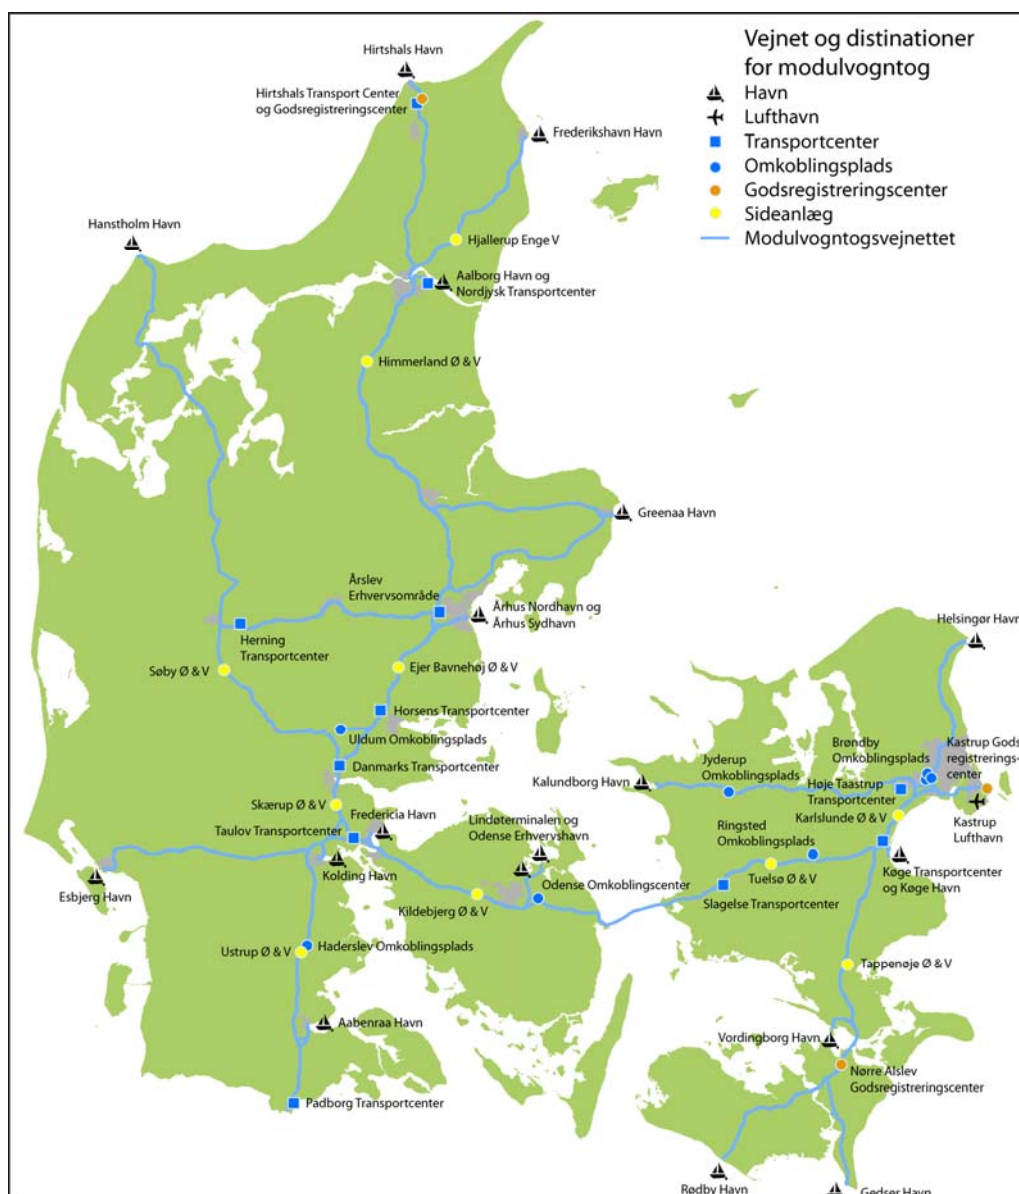 Vejnet og distinationer
for modulvogntog
Havn
Lufthavn
Transportcenter
Omkoblingsplads
Godsregistreringscenter
Sideanlæg
Modulvogntogsvejnettet
Hirtshals Havn
Hirtshals Transport Center
og Godsregistreringscenter
Frederikshavn Havn
Hanstholm Havn
Hjallerup Enge V
Aalborg Havn og
Nordjysk Transportcenter
Himmerland Ø & V
Greenaa Havn
Årslev
Erhvervsområde
Århus Nordhavn og
Århus Sydhavn
Herning
Transportcenter
Søby Ø & V
Ejer Bavnehøj Ø & V
Horsens Transportcenter
Uldum Omkoblingsplads
Danmarks Transportcenter
Skærup Ø & V
Fredericia Havn
Taulov Transportcenter
Kolding Havn
Esbjerg Havn
Lindøterminalen og
Odense Erhvervshavn
Odense Omkoblingscenter
Kildebjerg Ø & V
Ustrup Ø & V
Haderslev Omkoblingsplads
Aabenraa Havn
Padborg Transportcenter
Helsingør Havn
Kalundborg Havn
Jyderup
Omkoblingsplads
Brøndby
Omkoblingsplads
Kastrup Gods
registrerings-
center
Høje Taastrup
Transportcenter
Karlslunde Ø & V
Kastrup
Lufthavn
Ringsted
Omkoblingsplads
Tuelsø Ø & V
Slagelse Transportcenter
Køge Transportcenter
og Køge Havn
Tappenøje Ø & V
Vordingborg Havn
Nørre Alslev
Godsregistreringscenter
Rødby Havn
Gedser Havn